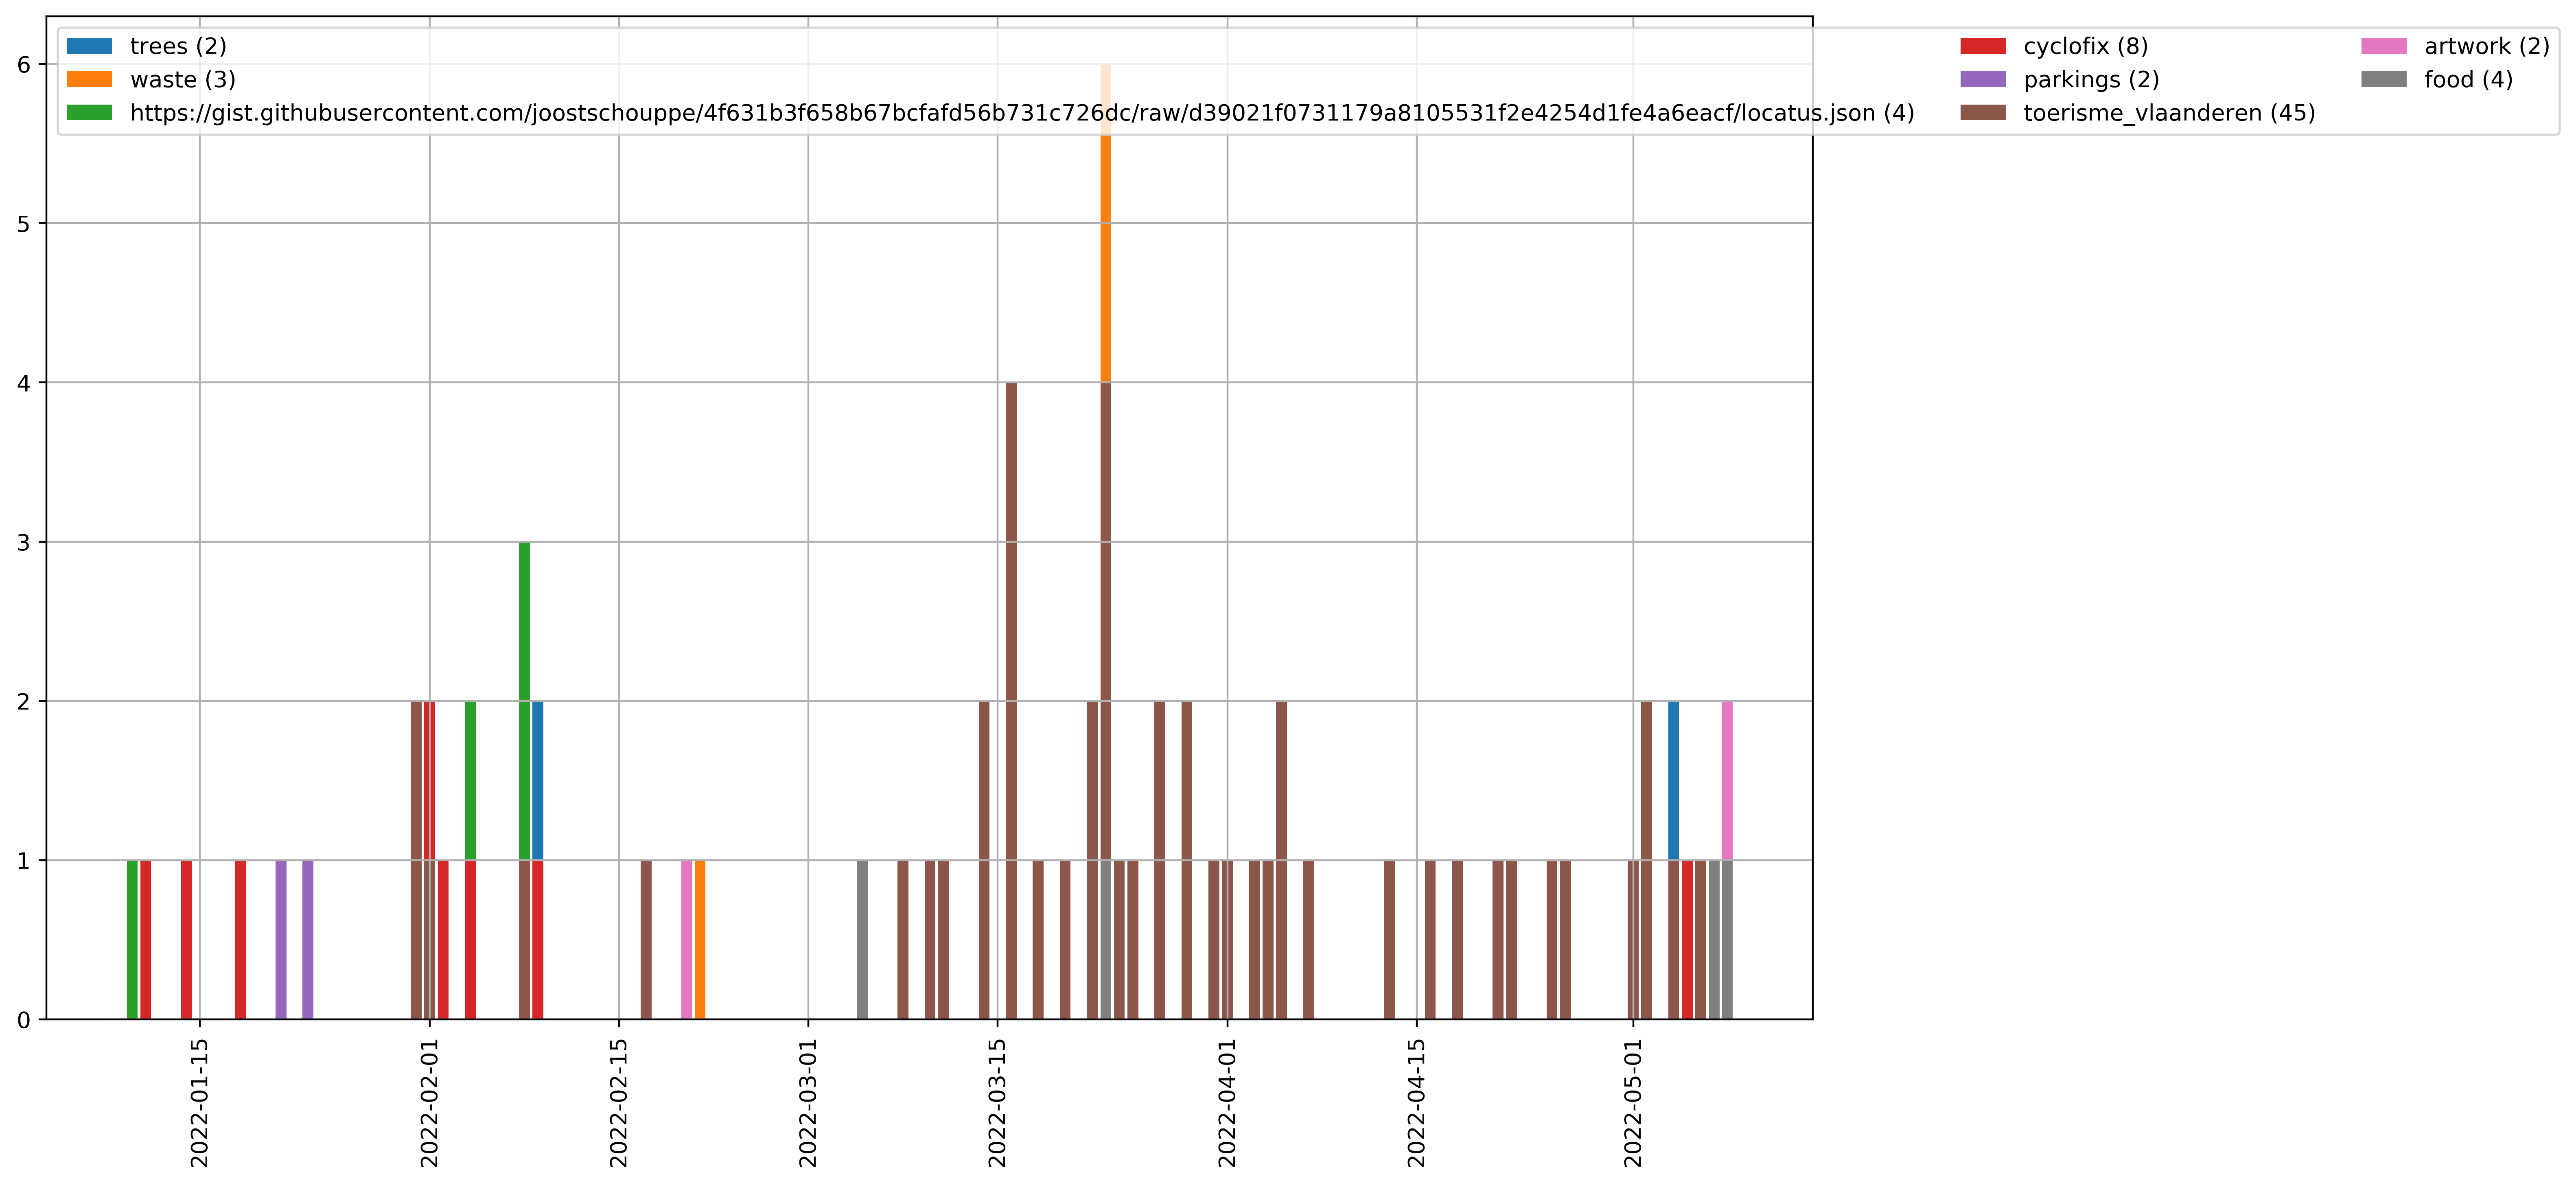 trees (2)
waste (3)
https://gist.githubusercontent.com/joostschouppe/4f631b3f658b67bcfafd56b731c726dc/raw/d39021f0731179a8105531f2e4254d1fe4a6eacf/locatus.json (4)
cyclofix (8)
parkings (2)
toerisme_vlaanderen (45)
artwork (2)
food (4)
6
5
4
3
2
1
0
2022-01-15
2022-02-01
2022-02-15
2022-03-01
2022-03-15
2022-04-01
2022-04-15
2022-05-01